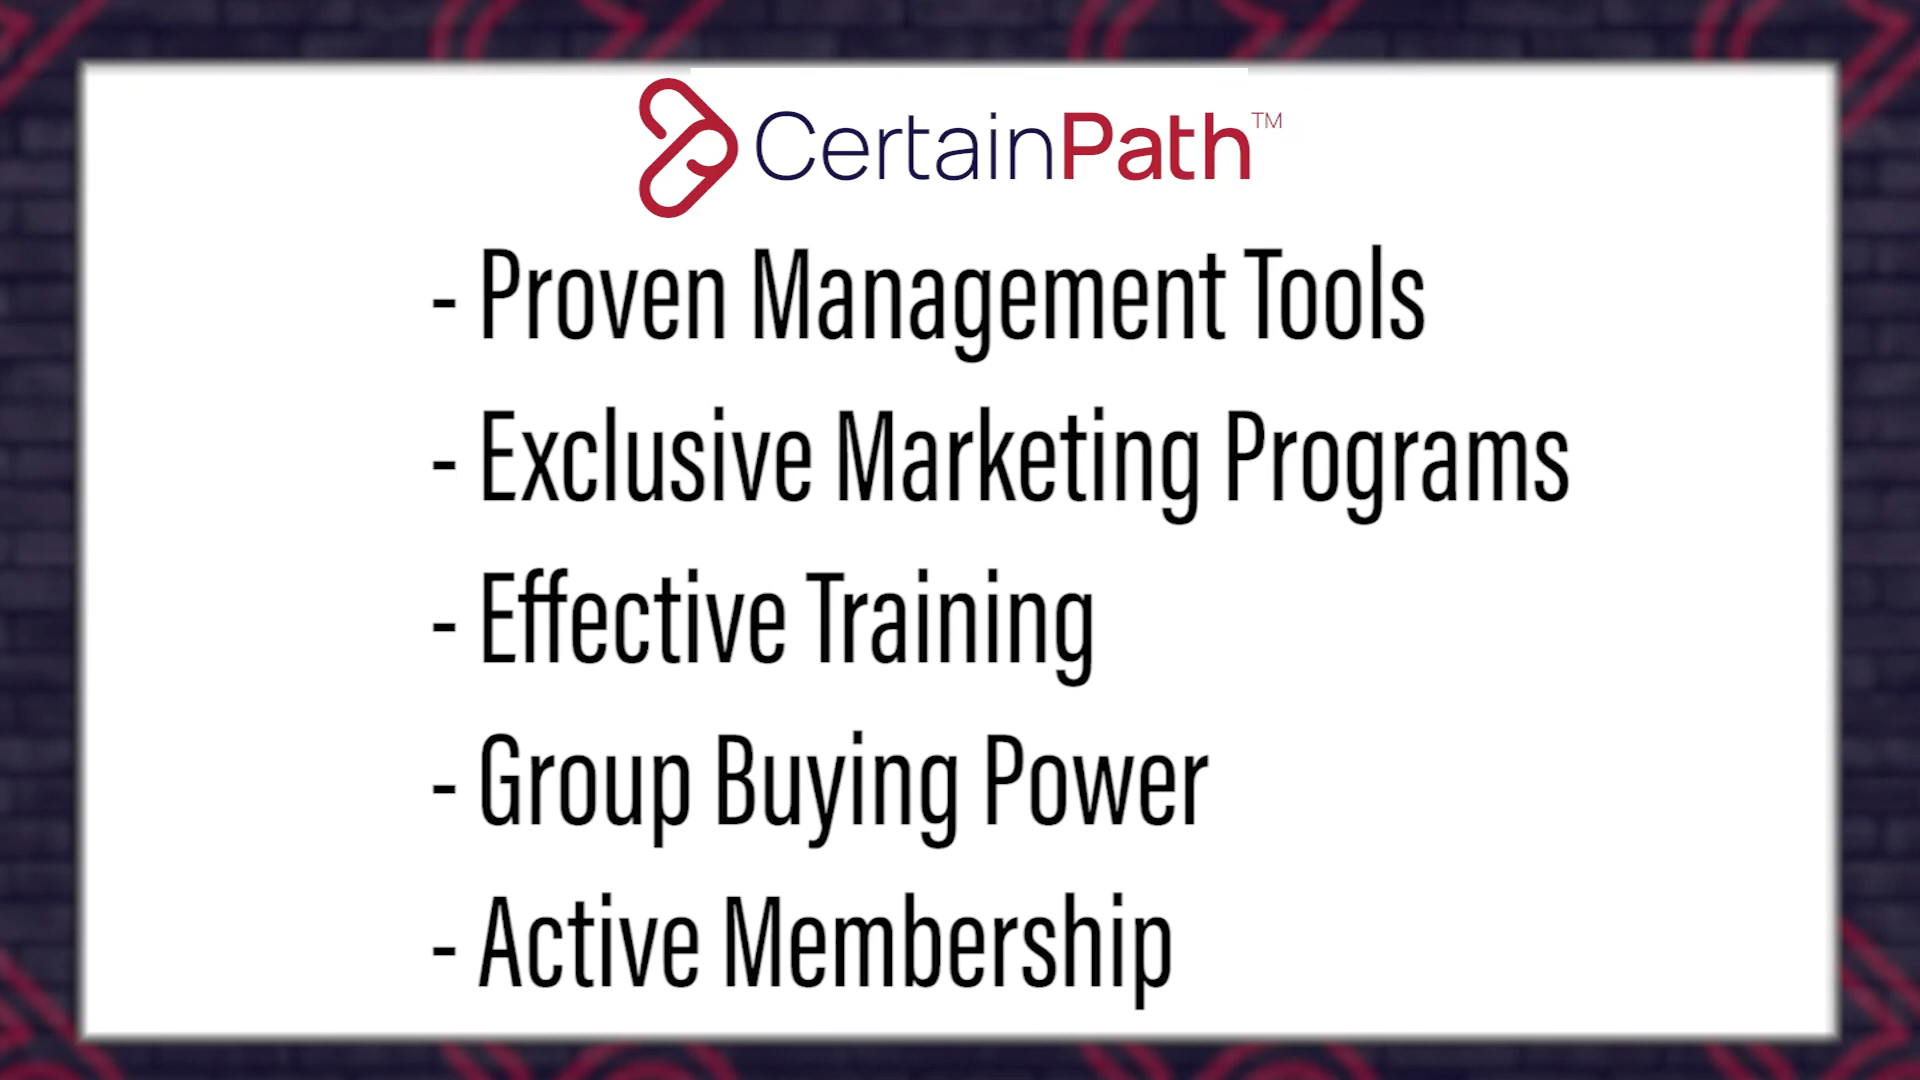 CertainPath™
- Proven Management Tools
- Exclusive Marketing Programs
- Effective Training
- Group Buying Power
- Active Membership